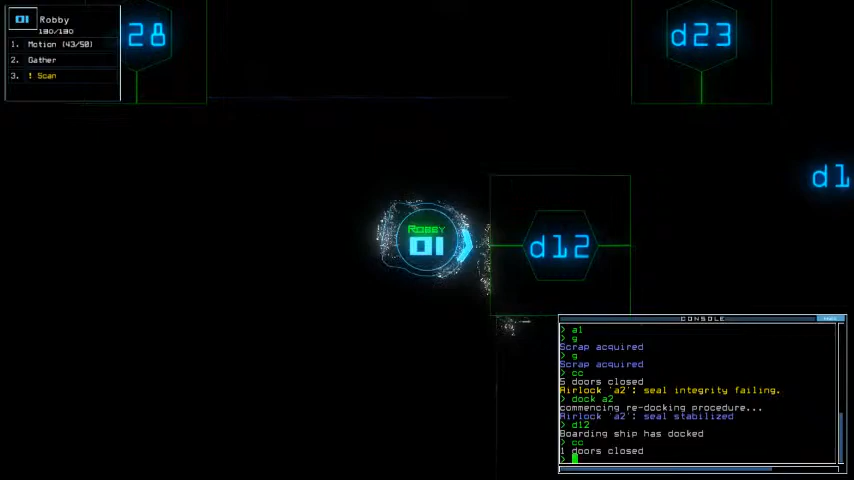 01 Robby
190/190
1. Motion (43/50)
2. Gather
3. ! Scan
28
d23
d1
Robby
01
d12
CONSOLE
> a1
> g
Scrap acquired
> g
Scrap acquired
> cc
5 doors closed
Airlock 'a2': seal integrity failing.
> dock a2
commencing re-docking procedure...
Airlock 'a2': seal stabilized
> d12
Boarding ship has docked
> cc
1 doors closed
>